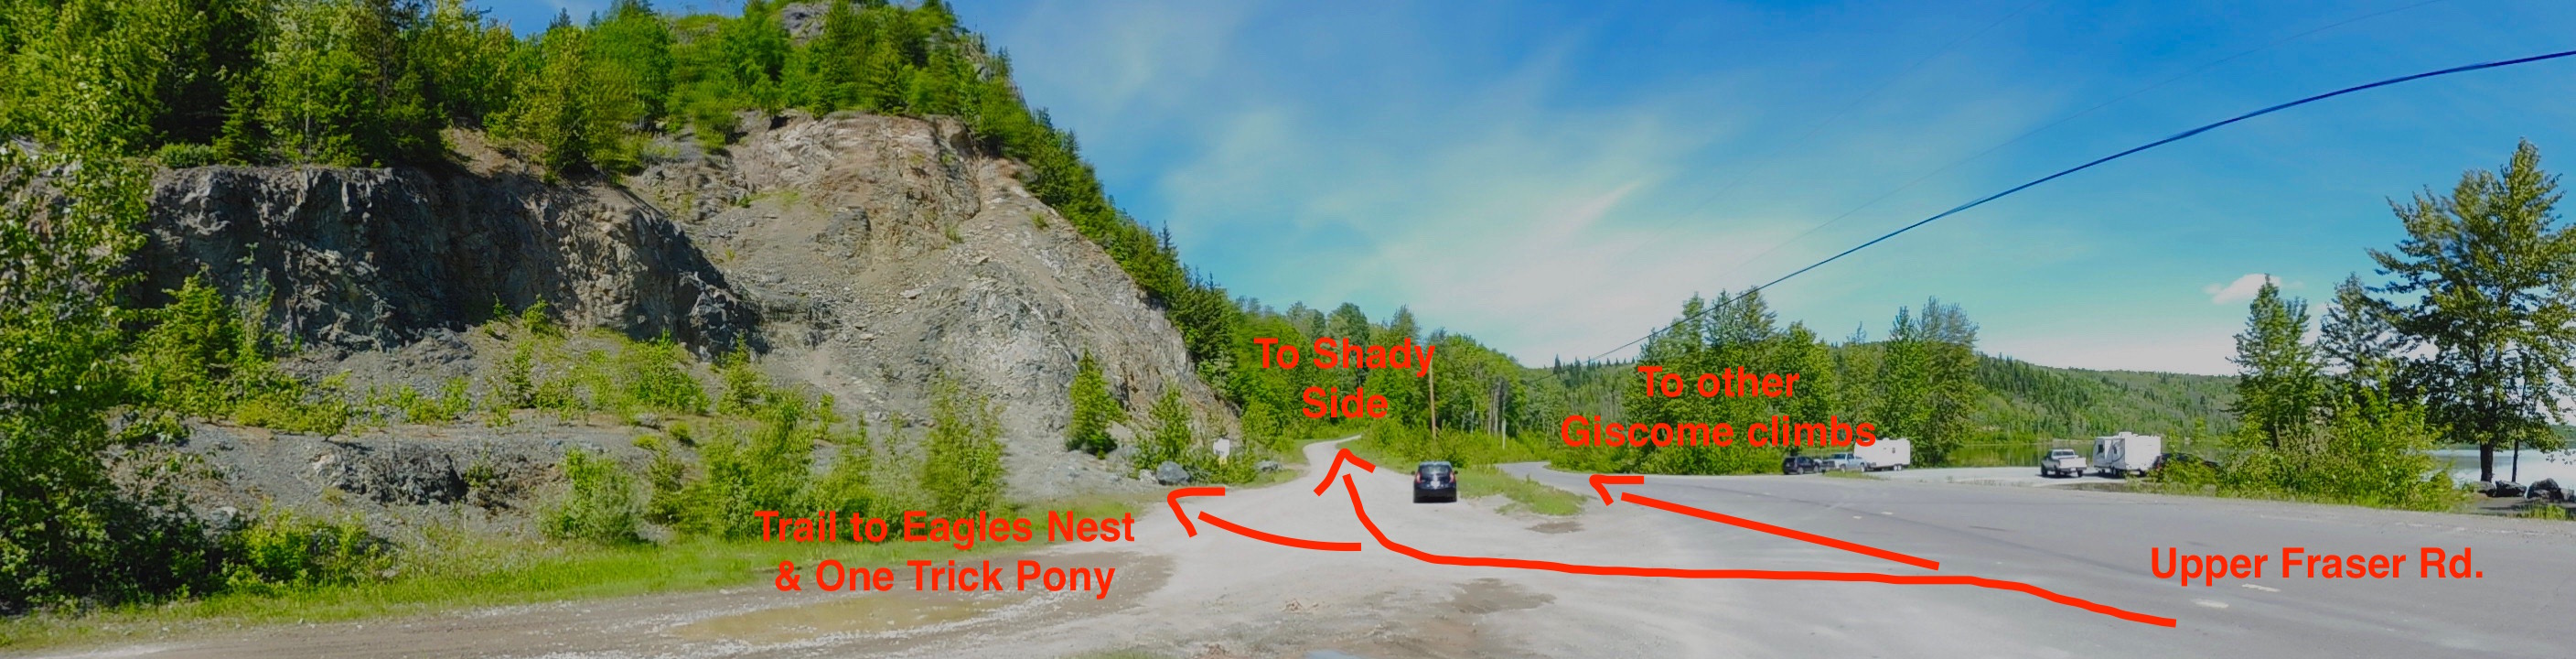 To Shady
Side
To other
Giscome climbs
Trail to Eagles Nest
& One Trick Pony
Upper Fraser Rd.